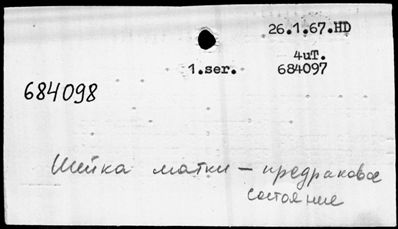 26.1.67.HD
4uT.
1.ser. 684097
684098
Шейка матки — предраковое
состояние